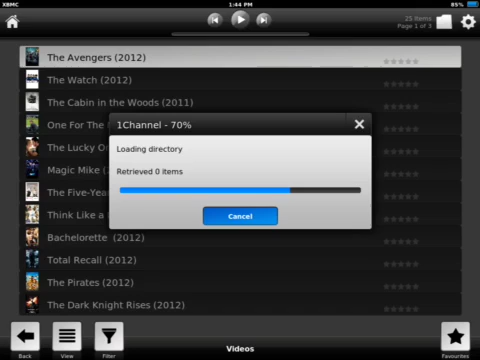 XBMC
1:44 PM
85%
25 Items
Page 1 of 3
The Avengers (2012)
The Watch (2012)
The Cabin in the Woods (2011)
One For The
1Channel - 70%
Loading directory
The Lucky On
Retrieved 0 items
Magic Mike (
The Five-Yea
Cancel
Think Like a
Bachelorette (2012)
Total Recall (2012)
The Pirates (2012)
The Dark Knight Rises (2012)
Back
View
Filter
Videos
Favourites